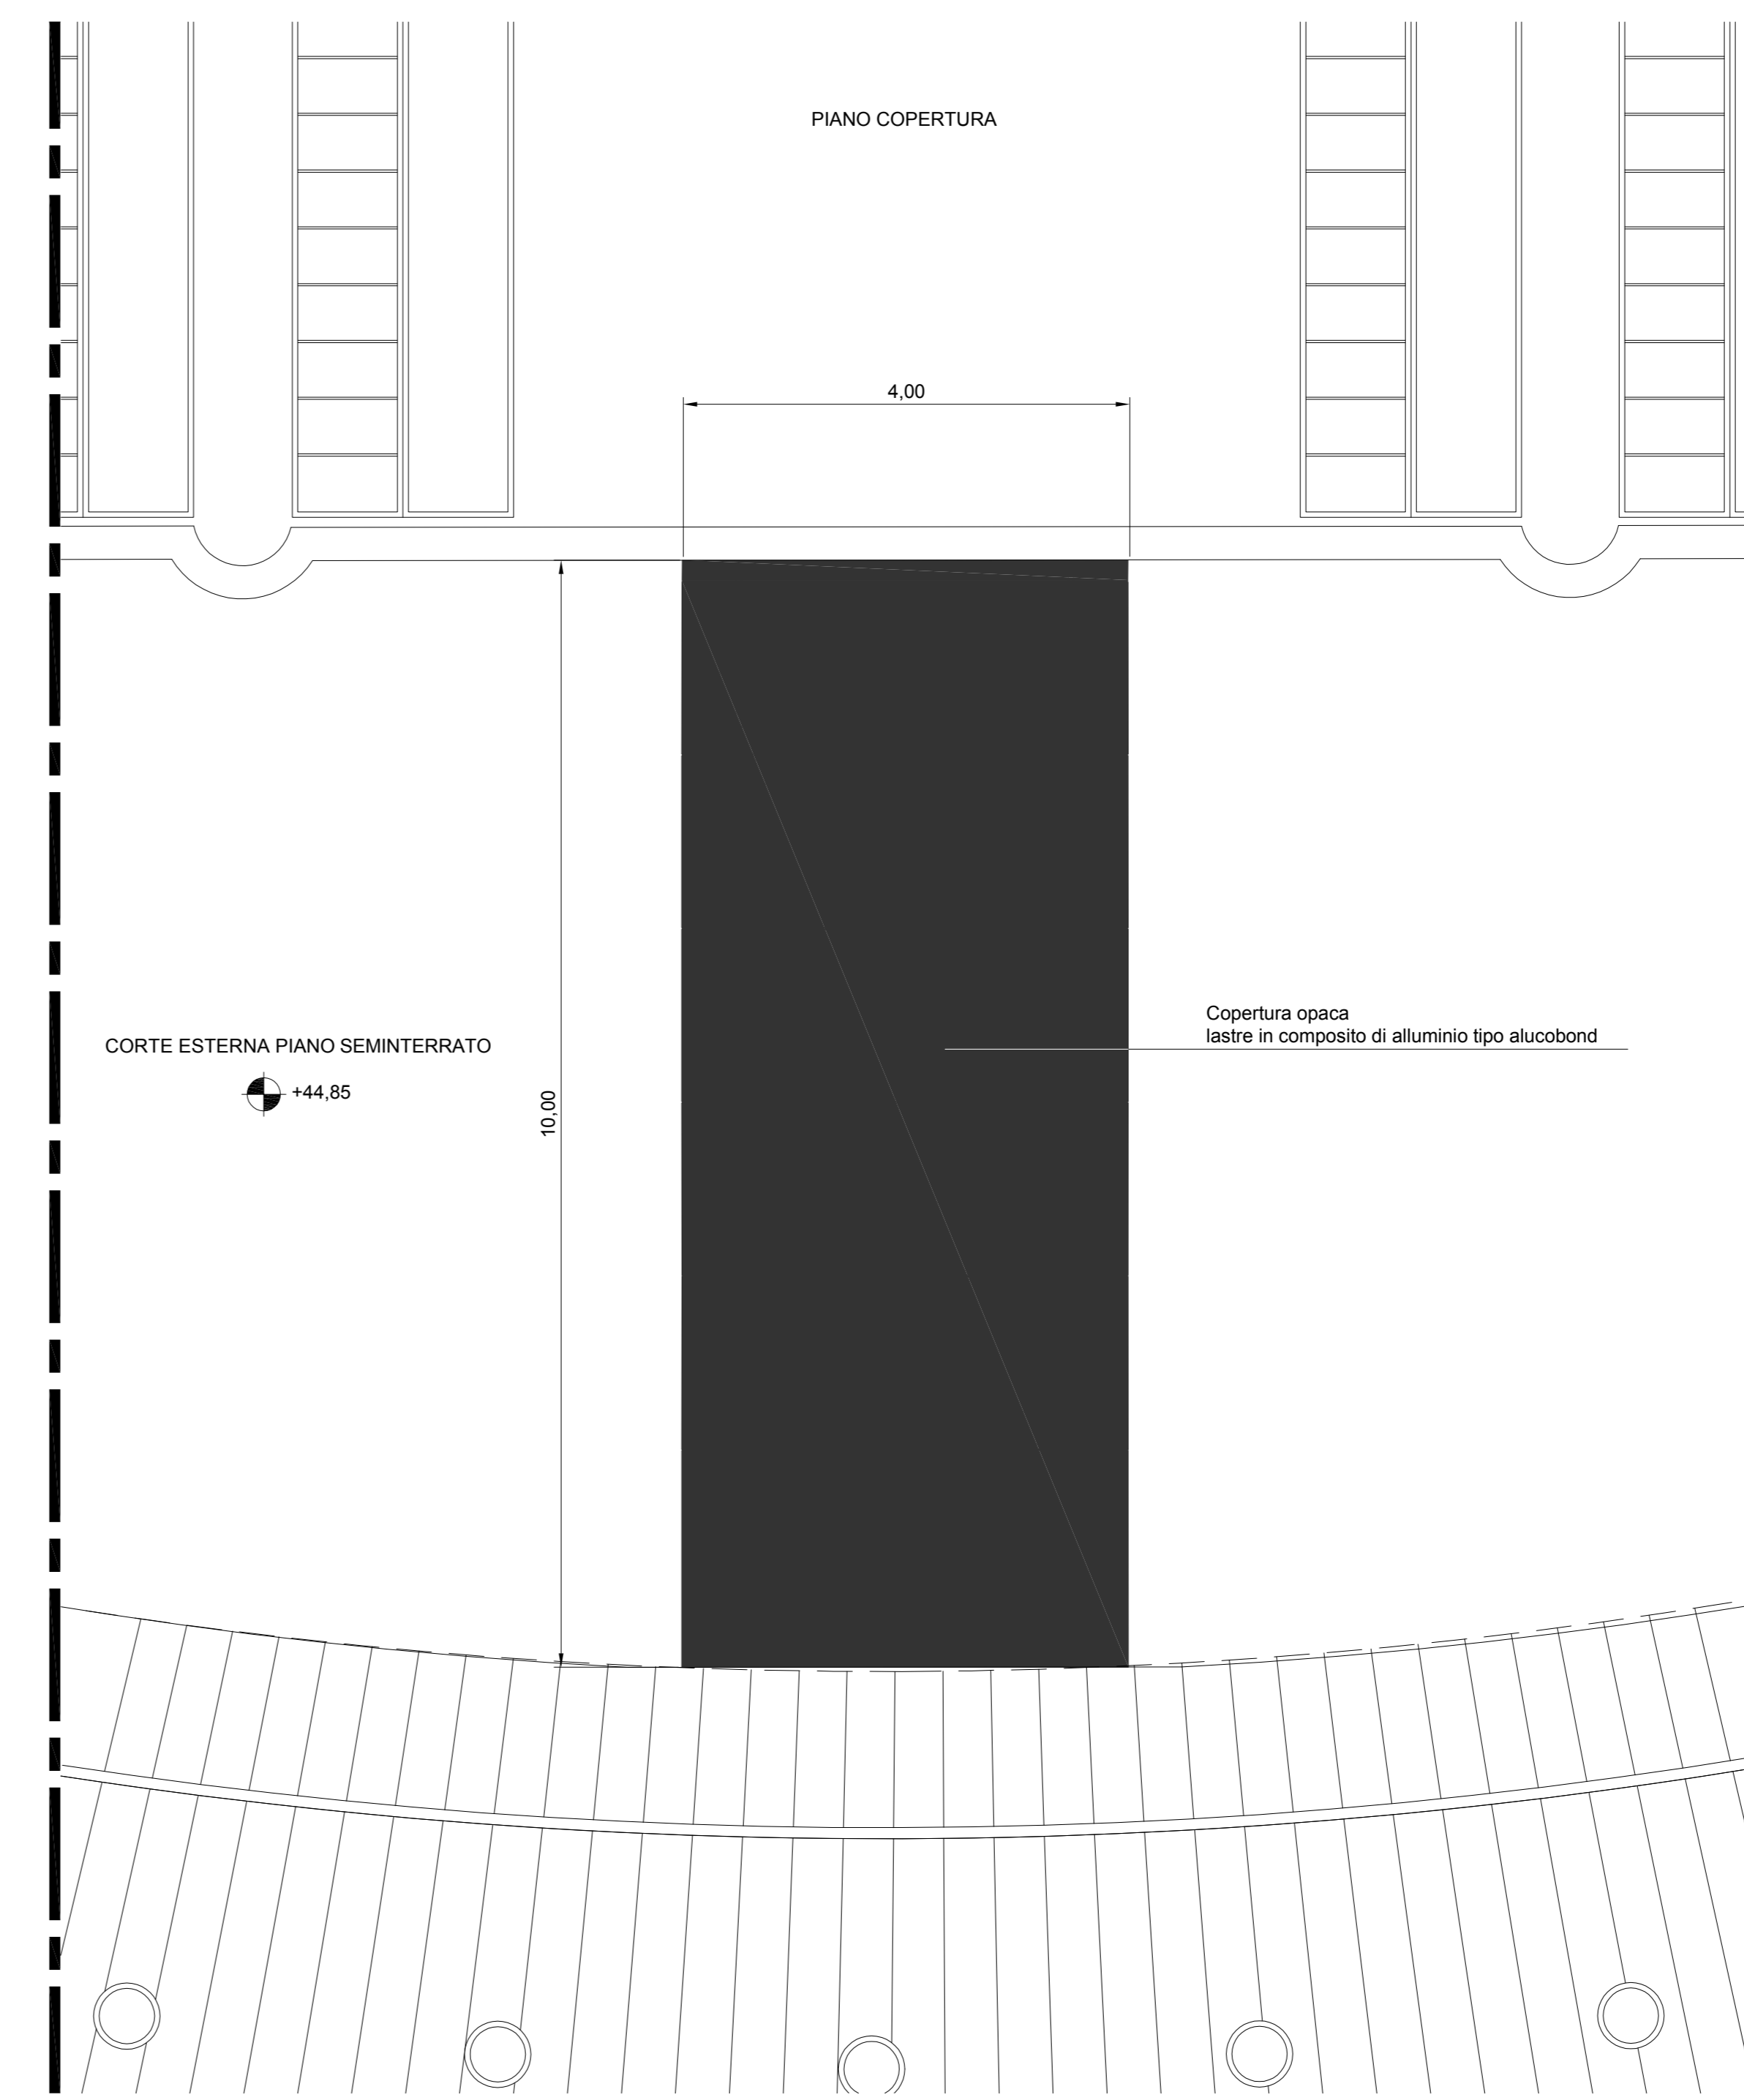 PIANO COPERTURA
4,00
Copertura opaca
lastre in composito di alluminio tipo alucobond
CORTE ESTERNA PIANO SEMINTERRATO
+44,85
10,00